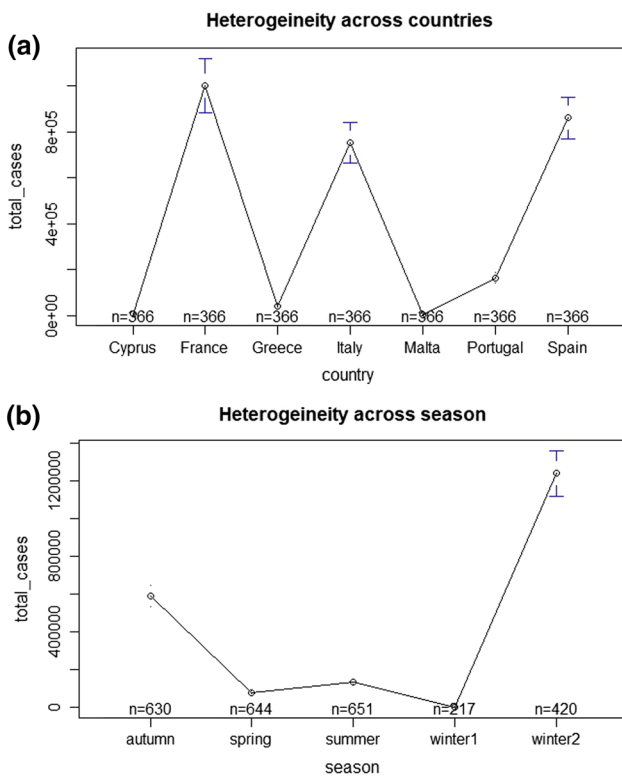 Heterogeineity across countries
(a)
total_cases
8e+05
4e+05
0e+00
n=366 n=366 n=366 n=366 n=366 n=366 n=366
Cyprus France Greece Italy Malta Portugal Spain
country
Heterogeineity across season
(b)
total_cases
1200000
800000
400000
0
n=630 n=644 n=651 n=217 n=420
autumn spring summer winter1 winter2
season